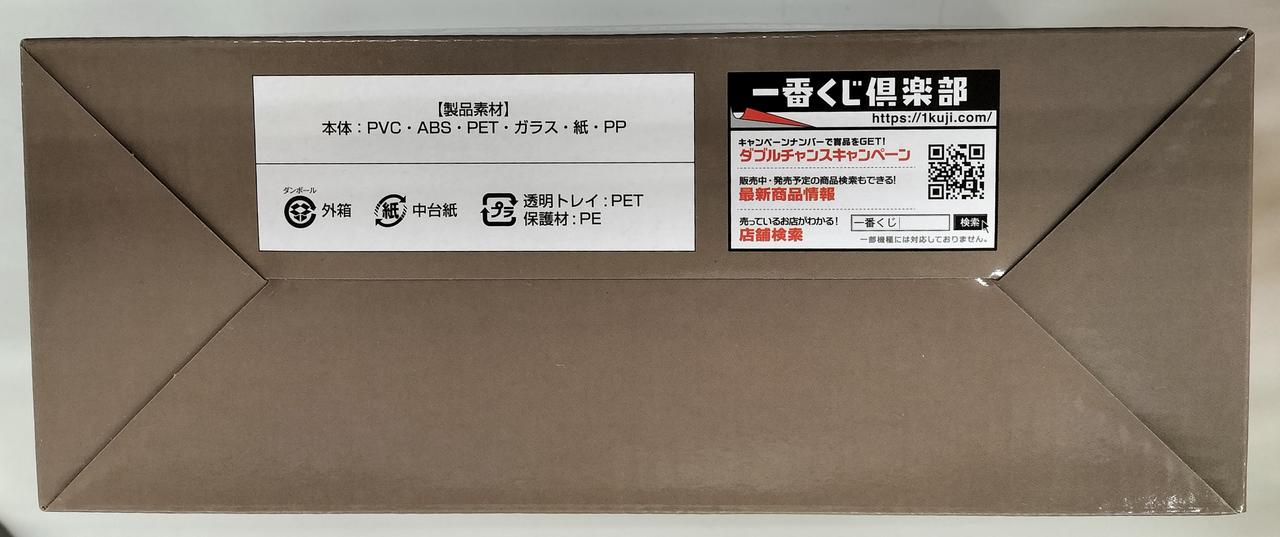 【製品素材】
本体：PVC・ABS・PET・ガラス・紙・PP
ダンボール
外箱
紙
中台紙
プラ
透明トレイ：PET
保護材：PE
一番くじ倶楽部
https://1kuji.com/
キャンペーンナンバーで賞品をGET!
ダブルチャンスキャンペーン
販売中・発売予定の商品検索もできる!
最新商品情報
売っているお店がわかる!
店舗検索
一番くじ
検索
一部機種には対応しておりません。